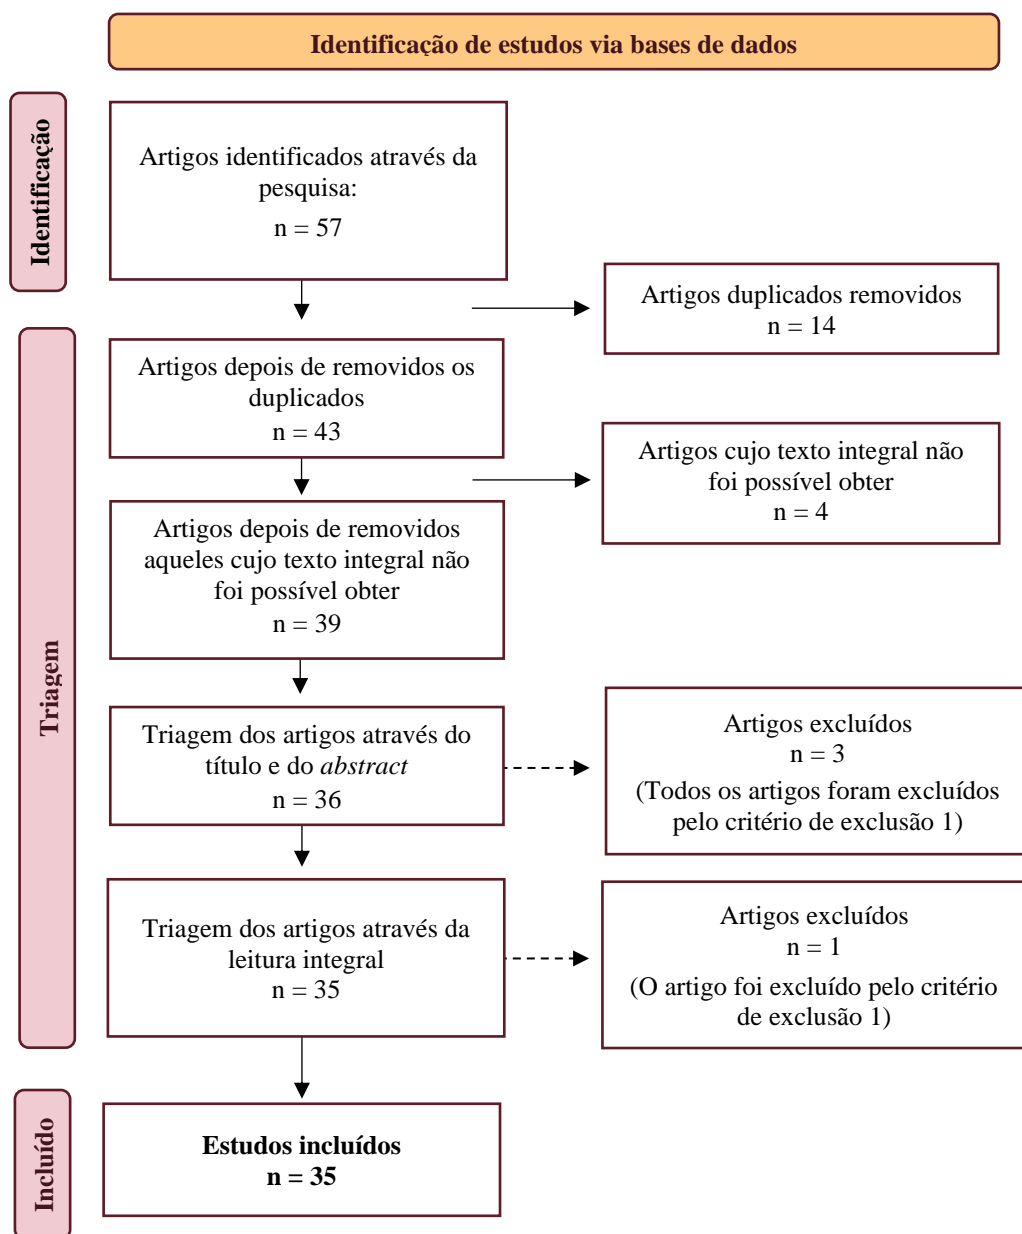 Identificação de estudos via bases de dados
Identificação
Artigos identificados através da
pesquisa:
n = 57
Artigos duplicados removidos
n = 14
Triagem
Artigos depois de removidos os
duplicados
n = 43
Artigos cujo texto integral não
foi possível obter
n = 4
Artigos depois de removidos
aqueles cujo texto integral não
foi possível obter
n = 39
Triagem dos artigos através do
título e do abstract
n = 36
Artigos excluídos
n = 3
(Todos os artigos foram excluídos
pelo critério de exclusão 1)
Triagem dos artigos através da
leitura integral
n = 35
Artigos excluídos
n = 1
(O artigo foi excluído pelo critério
de exclusão 1)
Incluído
Estudos incluídos
n = 35